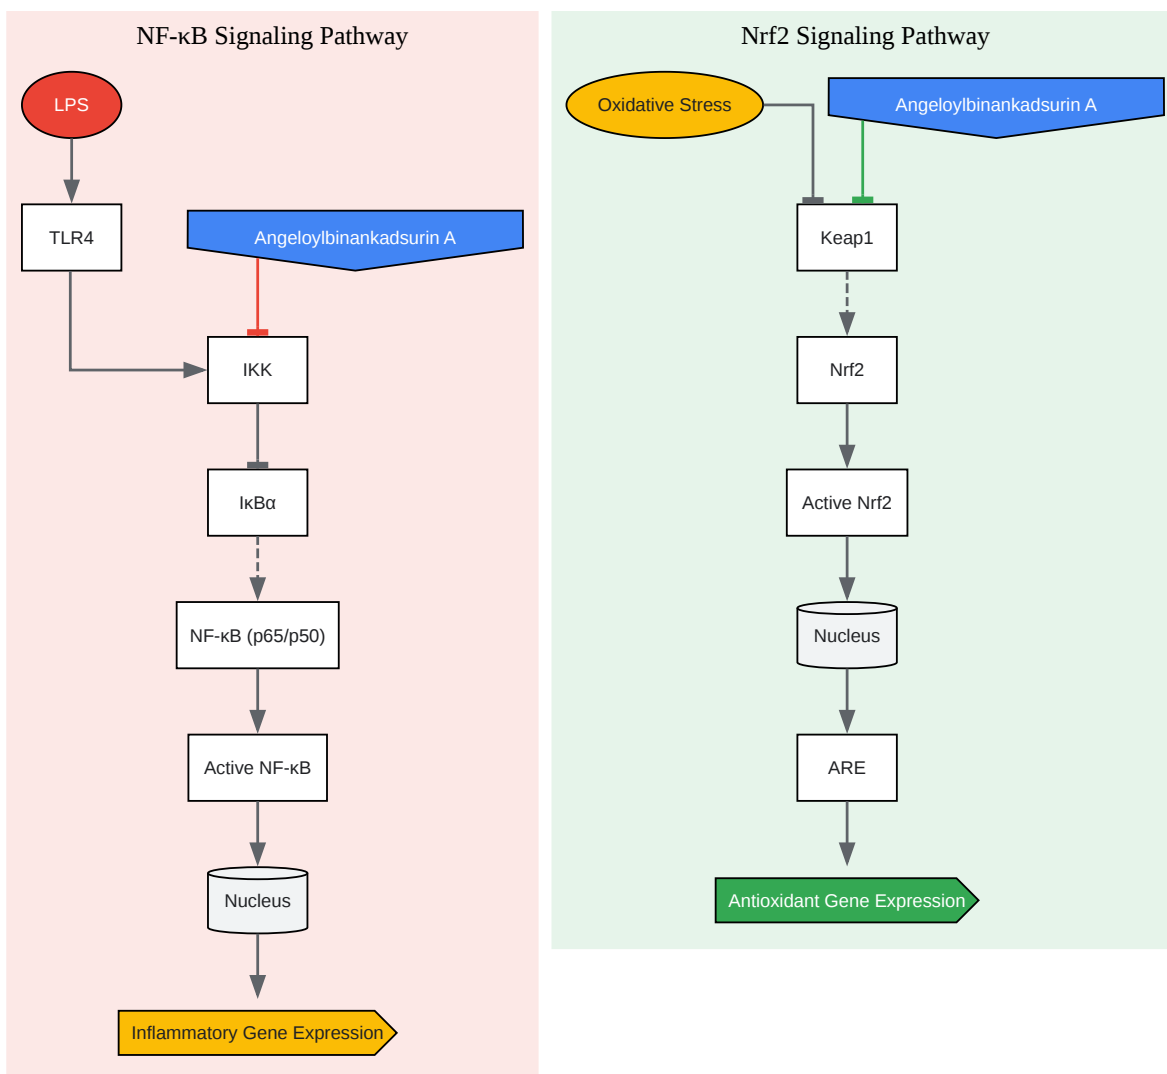 NF-κB Signaling Pathway
LPS
TLR4
Angeloylbinankadsurin A
IKK
IκBα
NF-κB (p65/p50)
Active NF-κB
Nucleus
Inflammatory Gene Expression
Nrf2 Signaling Pathway
Oxidative Stress
Angeloylbinankadsurin A
Keap1
Nrf2
Active Nrf2
Nucleus
ARE
Antioxidant Gene Expression